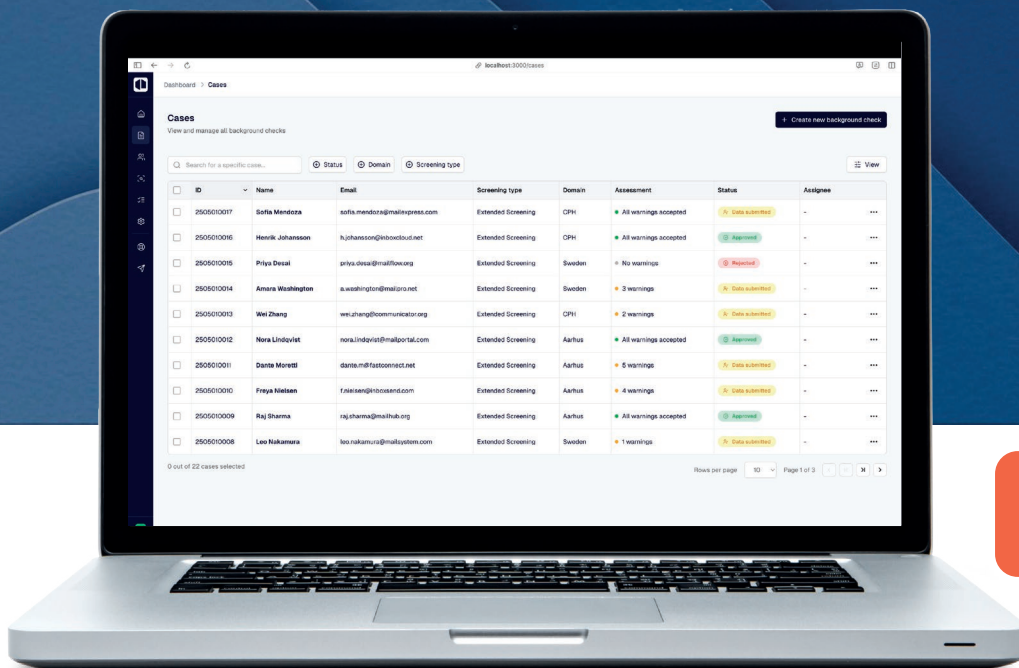 localhost:3000/cases
Dashboard > Cases
Cases
View and manage all background checks
+ Create new background check
Search for a specific case...
Status
Domain
Screening type
View
ID Name Email Screening type Domain Assessment Status Assignee
2505010017 Sofia Mendoza sofia.mendoza@mailexpress.com Extended Screening CPH All warnings accepted Data submitted - ...
2505010016 Henrik Johansson h.johansson@inboxcloud.net Extended Screening CPH All warnings accepted Approved - ...
2505010015 Priya Desai priya.desai@mailflow.org Extended Screening Sweden No warnings Rejected - ...
2505010014 Amara Washington a.washington@mailpro.net Extended Screening Sweden 3 warnings Data submitted - ...
2505010013 Wei Zhang wei.zhang@communicator.org Extended Screening CPH 2 warnings Data submitted - ...
2505010012 Nora Lindqvist nora.lindqvist@mailportal.com Extended Screening Aarhus All warnings accepted Approved - ...
2505010011 Dante Moretti dante.m@fastconnect.net Extended Screening Aarhus 5 warnings Data submitted - ...
2505010010 Freya Nielsen f.nielsen@inboxsend.com Extended Screening Aarhus 4 warnings Data submitted - ...
2505010009 Raj Sharma raj.sharma@mailhub.org Extended Screening Aarhus All warnings accepted Approved - ...
2505010008 Leo Nakamura leo.nakamura@mailsystem.com Extended Screening Sweden 1 warnings Data submitted - ...
0 out of 22 cases selected
Rows per page 10 Page 1 of 3